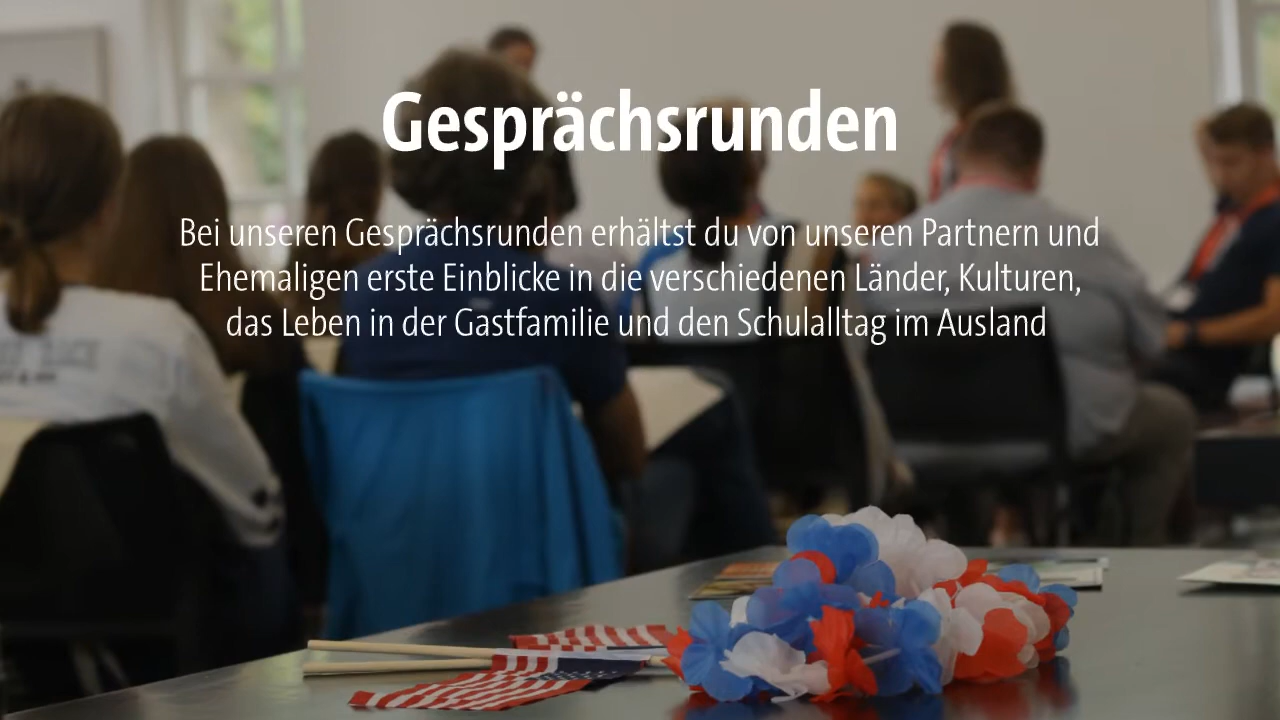 Gesprächsrunden
Bei unseren Gesprächsrunden erhältst du von unseren Partnern und
Ehemaligen erste Einblicke in die verschiedenen Länder, Kulturen,
das Leben in der Gastfamilie und den Schulalltag im Ausland